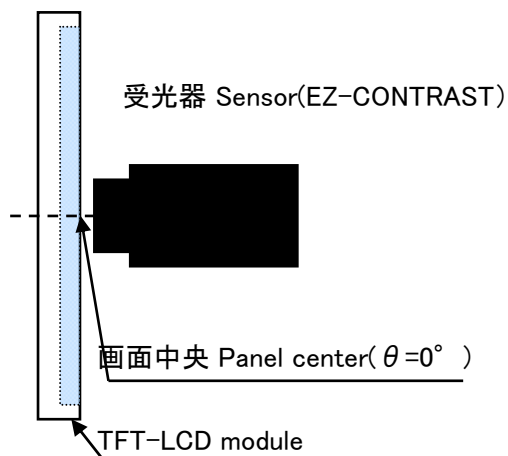 受光器 Sensor(EZ-CONTRAST)
画面中央 Panel center(θ=0°)
TFT-LCD module